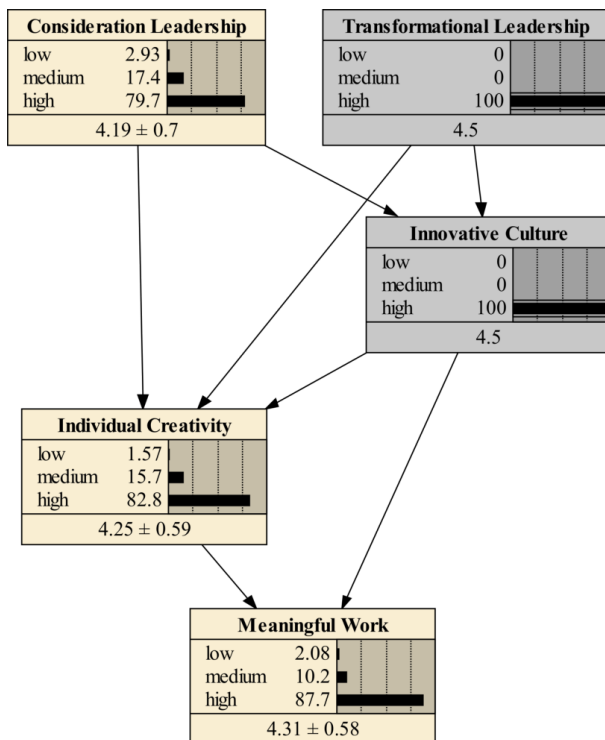 Consideration Leadership
low 2.93
medium 17.4
high 79.7
4.19 ± 0.7
Transformational Leadership
low 0
medium 0
high 100
4.5
Innovative Culture
low 0
medium 0
high 100
4.5
Individual Creativity
low 1.57
medium 15.7
high 82.8
4.25 ± 0.59
Meaningful Work
low 2.08
medium 10.2
high 87.7
4.31 ± 0.58